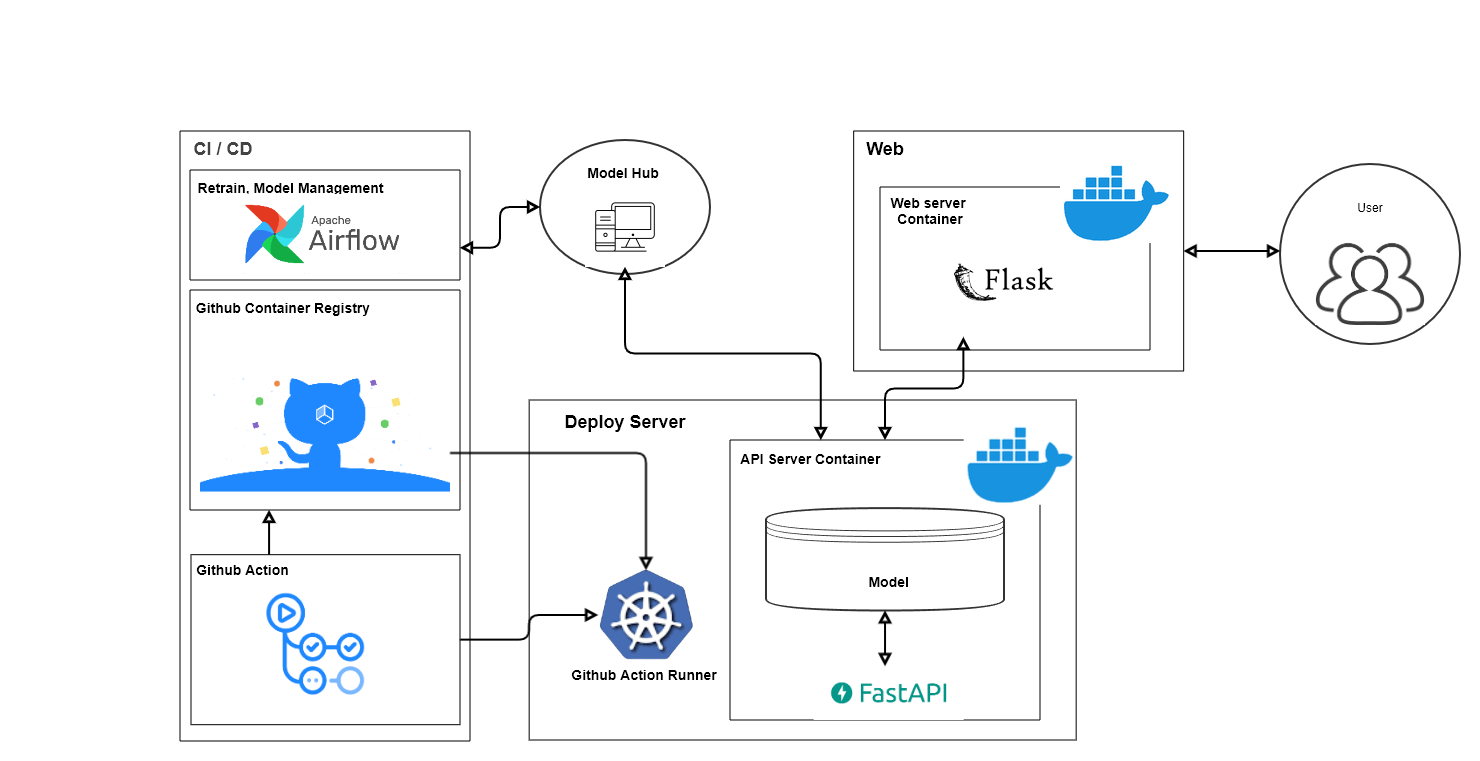 CI / CD
Retrain, Model Management
Apache
Airflow
Github Container Registry
Github Action
Model Hub
Web
Web server
Container
Flask
User
Deploy Server
Github Action Runner
API Server Container
Model
FastAPI